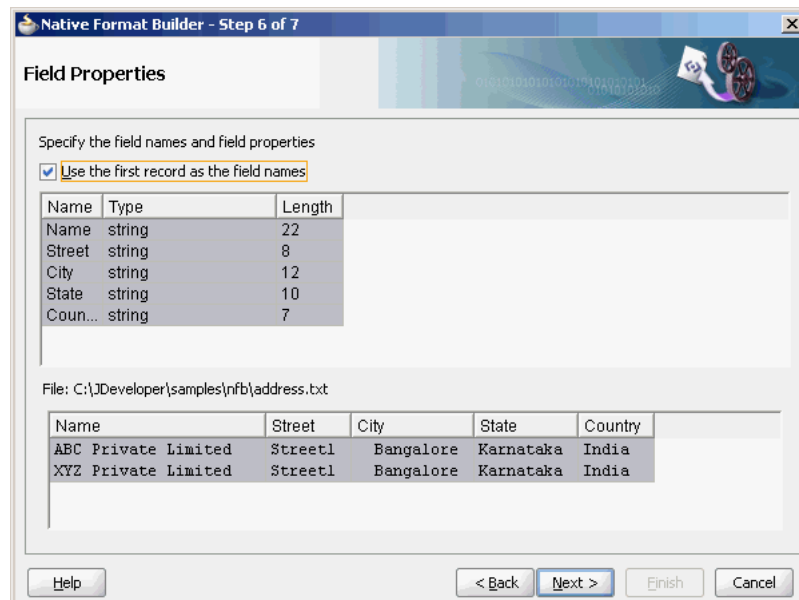 Native Format Builder - Step 6 of 7
Field Properties
Specify the field names and field properties
Use the first record as the field names
Name Type Length
Name string 22
Street string 8
City string 12
State string 10
Coun... string 7
File: C:\JDeveloper\samples\nfb\address.txt
Name Street City State Country
ABC Private Limited Street1 Bangalore Karnataka India
XYZ Private Limited Street1 Bangalore Karnataka India
Help < Back Next > Finish Cancel